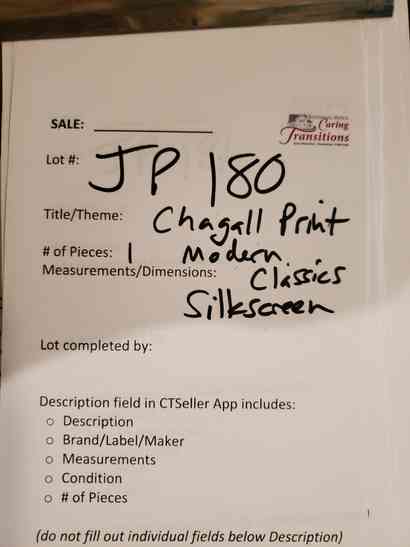 SALE: _______________
Caring
Transitions
Lot #: JP 180
Title/Theme: Chagall Print
# of Pieces: 1 Modern
Measurements/Dimensions: Classics
Silkscreen
Lot completed by:
Description field in CTSeller App includes:
o Description
o Brand/Label/Maker
o Measurements
o Condition
o # of Pieces
(do not fill out individual fields below Description)